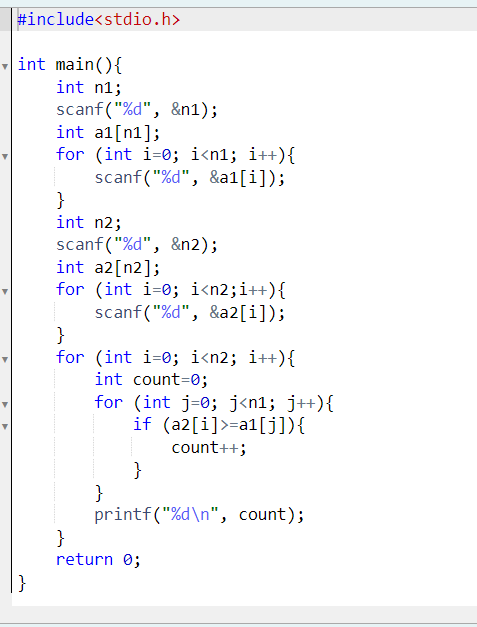 #include<stdio.h>
int main(){
int n1;
scanf("%d", &n1);
int a1[n1];
for (int i=0; i<n1; i++){
scanf("%d", &a1[i]);
}
int n2;
scanf("%d", &n2);
int a2[n2];
for (int i=0; i<n2;i++){
scanf("%d", &a2[i]);
}
for (int i=0; i<n2; i++){
int count=0;
for (int j=0; j<n1; j++){
if (a2[i]>=a1[j]){
count++;
}
}
printf("%d\n", count);
}
return 0;
}